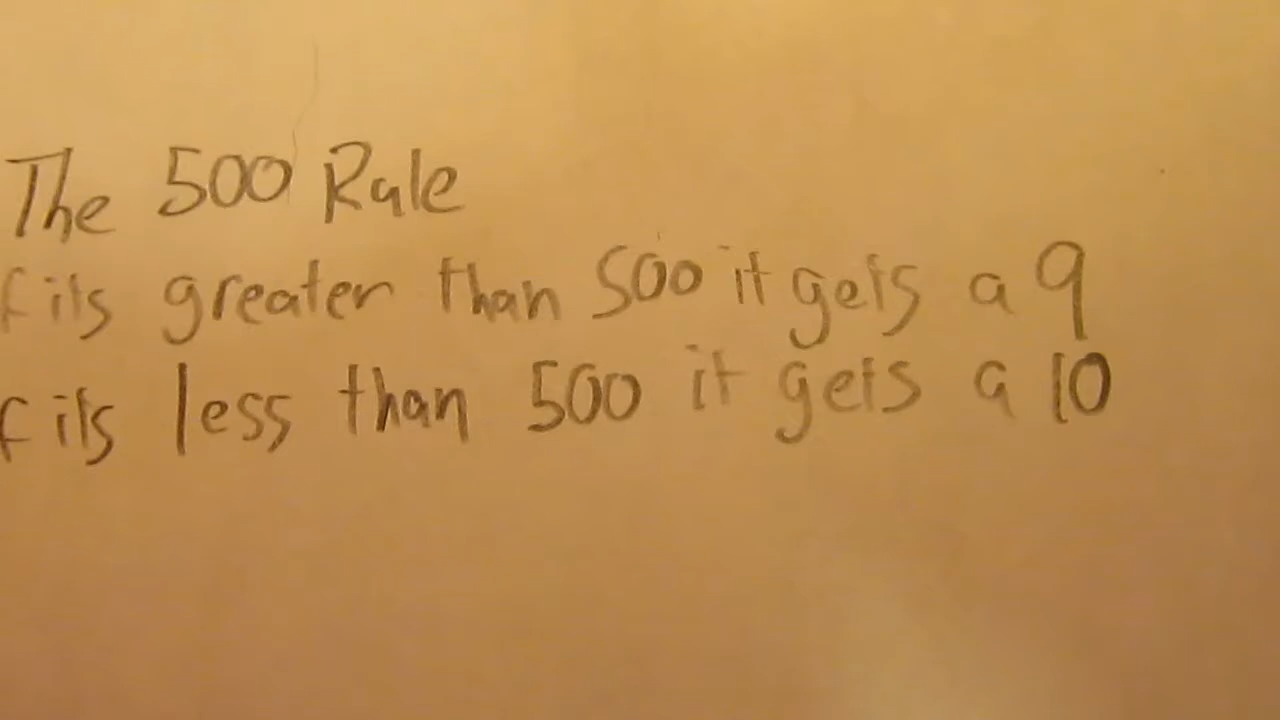 The 500 Rule
f its greater than 500 it gets a 9
f its less than 500 it gets a 10